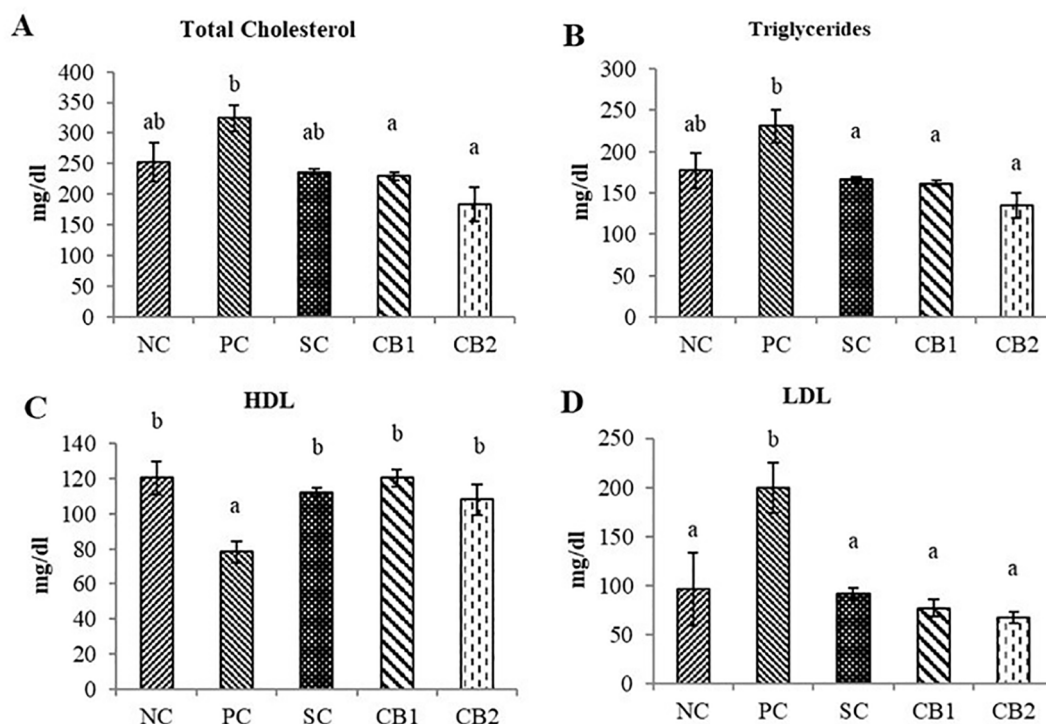 A
Total Cholesterol
mg/dl
400
350
300
250
200
150
100
50
0
ab
b
ab
a
a
NC PC SC CB1 CB2
B
Triglycerides
mg/dl
300
250
200
150
100
50
0
ab
b
a
a
a
NC PC SC CB1 CB2
C
HDL
mg/dl
140
120
100
80
60
40
20
0
b
a
b
b
b
NC PC SC CB1 CB2
D
LDL
mg/dl
250
200
150
100
50
0
a
b
a
a
a
NC PC SC CB1 CB2